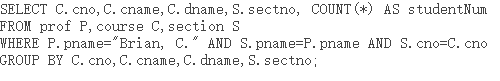 SELECT C.cno,C.cname,C.dname,S.sectno, COUNT(*) AS studentNum
FROM prof P,course C,section S
WHERE P.pname="Brian, C." AND S.pname=P.pname AND S.cno=C.cno
GROUP BY C.cno,C.cname,C.dname,S.sectno;